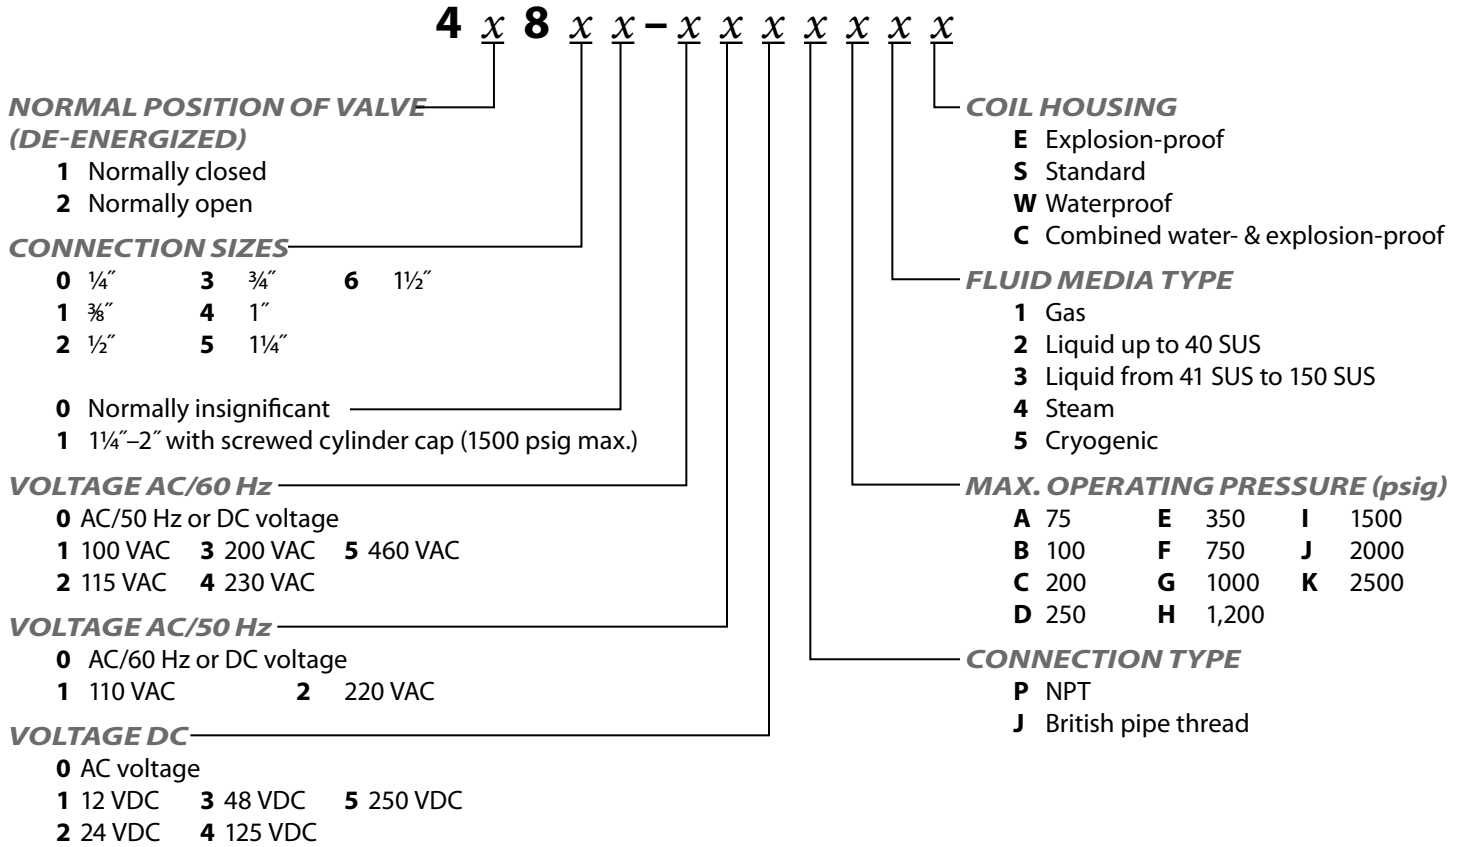 4 x 8 x x – x x x x x x x
NORMAL POSITION OF VALVE
(DE-ENERGIZED)
1 Normally closed
2 Normally open
CONNECTION SIZES
0 ¼˝ 3 ¾˝ 6 1½˝
1 ⅜˝ 4 1˝
2 ½˝ 5 1¼˝
0 Normally insignificant
1 1¼˝–2˝ with screwed cylinder cap (1500 psig max.)
VOLTAGE AC/60 Hz
0 AC/50 Hz or DC voltage
1 100 VAC 3 200 VAC 5 460 VAC
2 115 VAC 4 230 VAC
VOLTAGE AC/50 Hz
0 AC/60 Hz or DC voltage
1 110 VAC 2 220 VAC
VOLTAGE DC
0 AC voltage
1 12 VDC 3 48 VDC 5 250 VDC
2 24 VDC 4 125 VDC
COIL HOUSING
E Explosion-proof
S Standard
W Waterproof
C Combined water- & explosion-proof
FLUID MEDIA TYPE
1 Gas
2 Liquid up to 40 SUS
3 Liquid from 41 SUS to 150 SUS
4 Steam
5 Cryogenic
MAX. OPERATING PRESSURE (psig)
A 75 E 350 I 1500
B 100 F 750 J 2000
C 200 G 1000 K 2500
D 250 H 1,200
CONNECTION TYPE
P NPT
J British pipe thread